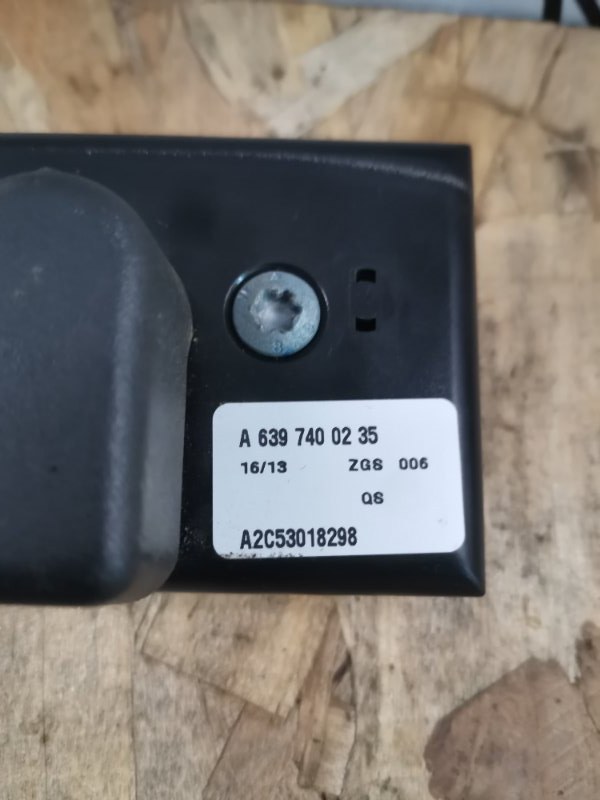 A 639 740 02 35
16/13 ZGS 006
QS
A2C53018298